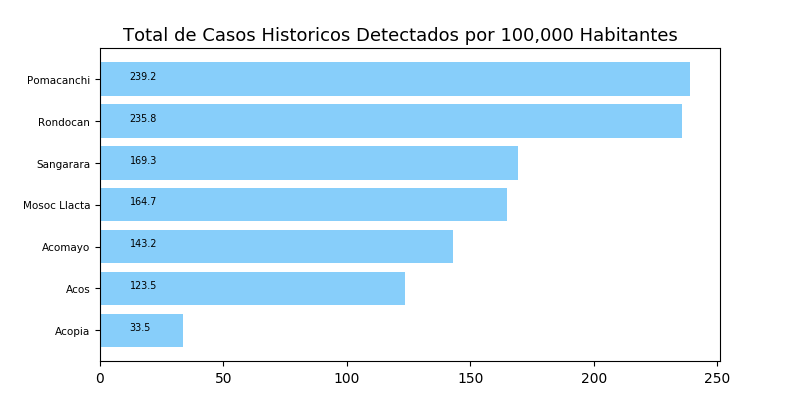 Total de Casos Historicos Detectados por 100,000 Habitantes
Pomacanchi 239.2
Rondocan 235.8
Sangarara 169.3
Mosoc Llacta 164.7
Acomayo 143.2
Acos 123.5
Acopia 33.5
0 50 100 150 200 250